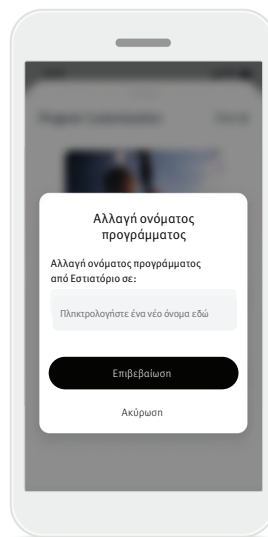 Αλλαγή ονόματος
προγράμματος
Αλλαγή ονόματος προγράμματος
από Εστιατόριο σε:
Πληκτρολογήστε ένα νέο όνομα εδώ
Επιβεβαίωση
Ακύρωση